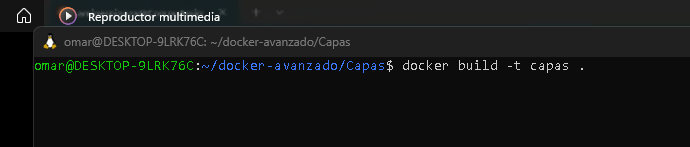 Reproductor multimedia
omar@DESKTOP-9LRK76C: ~/docker-avanzado/Capas
omar@DESKTOP-9LRK76C:~/docker-avanzado/Capas$ docker build -t capas .